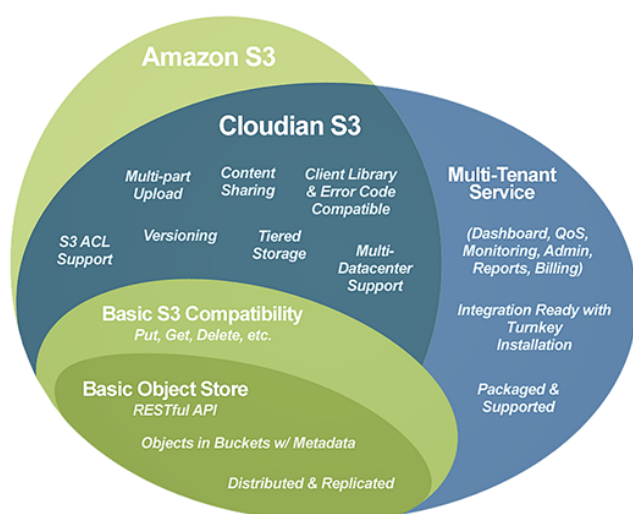 Amazon S3
Cloudian S3
Multi-part
Upload
Content
Sharing
Client Library
& Error Code
Compatible
S3 ACL
Support
Versioning
Tiered
Storage
Multi-
Datacenter
Support
Multi-Tenant
Service
(Dashboard, QoS,
Monitoring, Admin,
Reports, Billing)
Integration Ready with
Turnkey
Installation
Packaged &
Supported
Basic S3 Compatibility
Put, Get, Delete, etc.
Basic Object Store
RESTful API
Objects in Buckets w/ Metadata
Distributed & Replicated